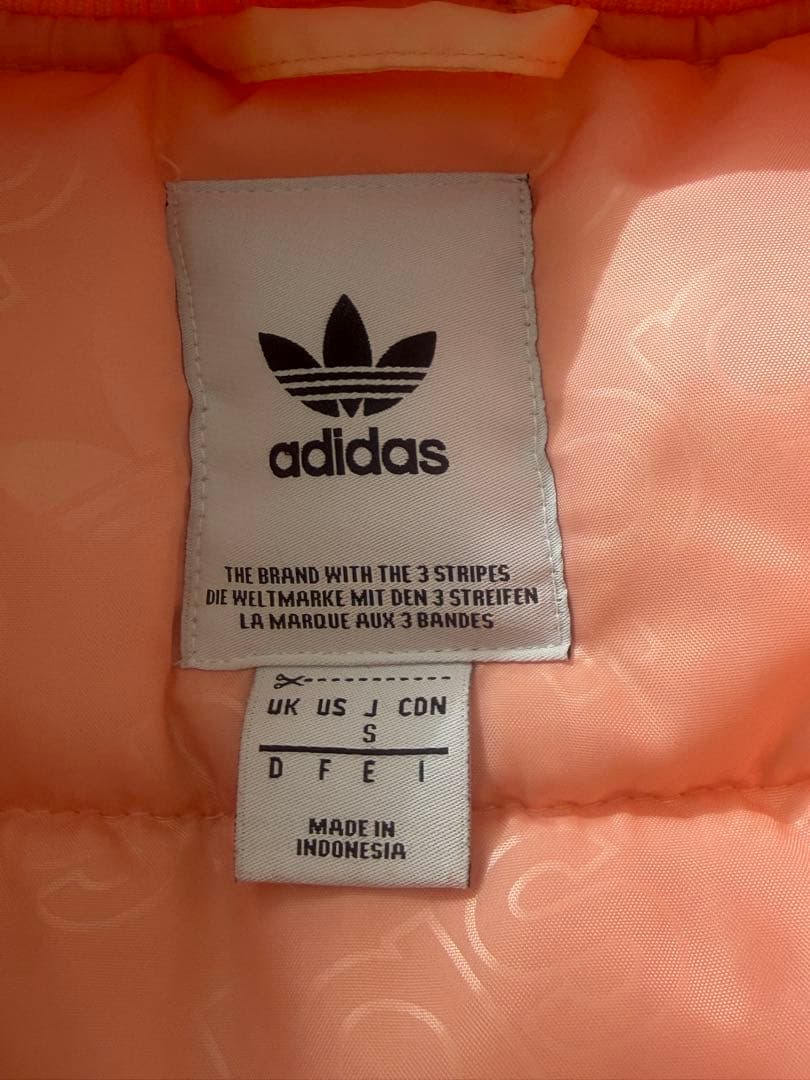 adidas
THE BRAND WITH THE 3 STRIPES
DIE WELTMARKE MIT DEN 3 STREIFEN
LA MARQUE AUX 3 BANDES
UK US J CDN
S
D F E I
MADE IN
INDONESIA